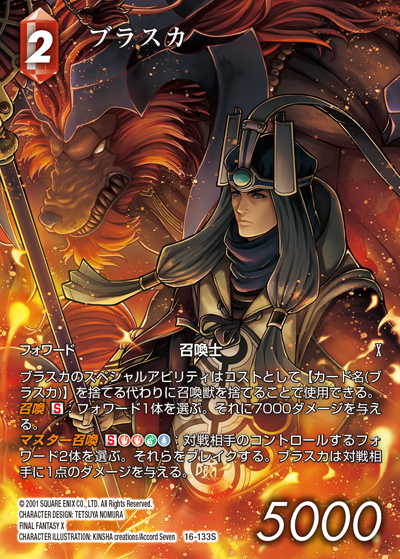 2
ブラスカ
フォワード 召喚士 X
ブラスカのスペシャルアビリティはコストとして【カード名(ブ
ラスカ)】を捨てる代わりに召喚獣を捨てることで使用できる。
召喚 S:フォワード1体を選ぶ。それに7000ダメージを与え
る。
マスター召喚 S:対戦相手のコントロールするフォ
ワード2体を選ぶ。それらをブレイクする。ブラスカは対戦相
手に1点のダメージを与える。
© 2001 SQUARE ENIX CO., LTD. All Rights Reserved.
CHARACTER DESIGN: TETSUYA NOMURA
FINAL FANTASY X
CHARACTER ILLUSTRATION: KINSHA creations/Accord Seven
16-133S
5000